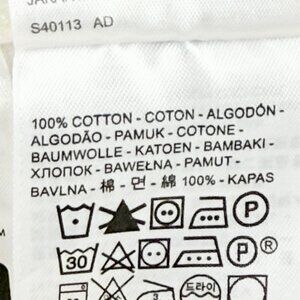 S40113 AD
100% COTTON - COTON - ALGODÓN -
ALGODÃO - PAMUK - COTONE -
BAUMWOLLE - KATOEN - BAMBAKI -
ХЛОПОК - BAWEŁNA - PAMUT -
BAVLNA - 棉 - 면 - 綿 100% - KAPAS
P
30 P ®
드라이